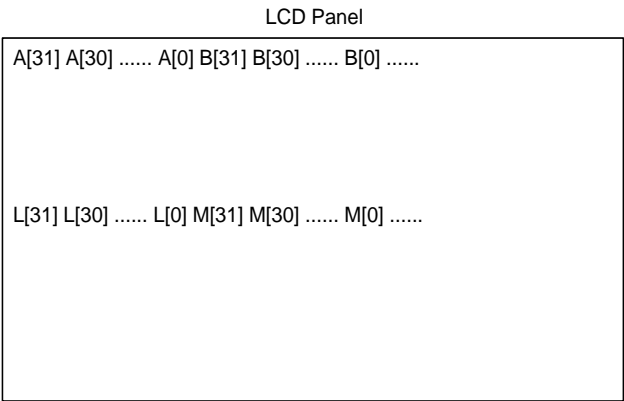 LCD Panel
A[31] A[30] ...... A[0] B[31] B[30] ...... B[0] ......
L[31] L[30] ...... L[0] M[31] M[30] ...... M[0] ......